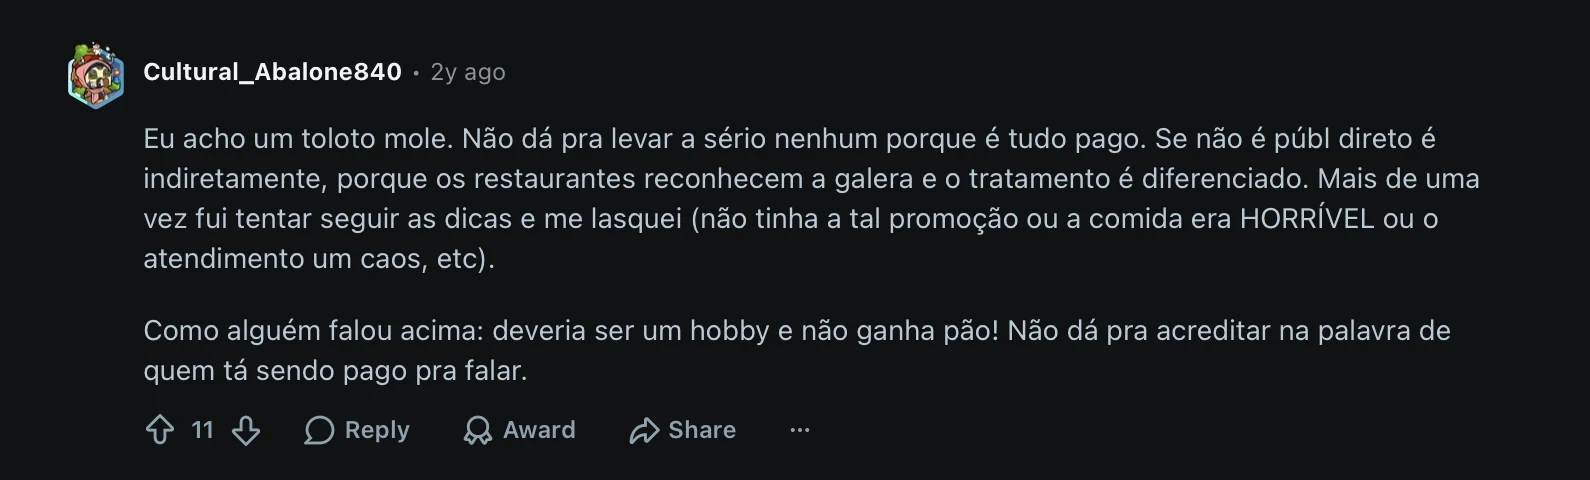 Cultural_Abalone840 • 2y ago
Eu acho um toloto mole. Não dá pra levar a sério nenhum porque é tudo pago. Se não é públ direto é
indiretamente, porque os restaurantes reconhecem a galera e o tratamento é diferenciado. Mais de uma
vez fui tentar seguir as dicas e me lasquei (não tinha a tal promoção ou a comida era HORRÍVEL ou o
atendimento um caos, etc).
Como alguém falou acima: deveria ser um hobby e não ganha pão! Não dá pra acreditar na palavra de
quem tá sendo pago pra falar.
11 Reply Award Share ...